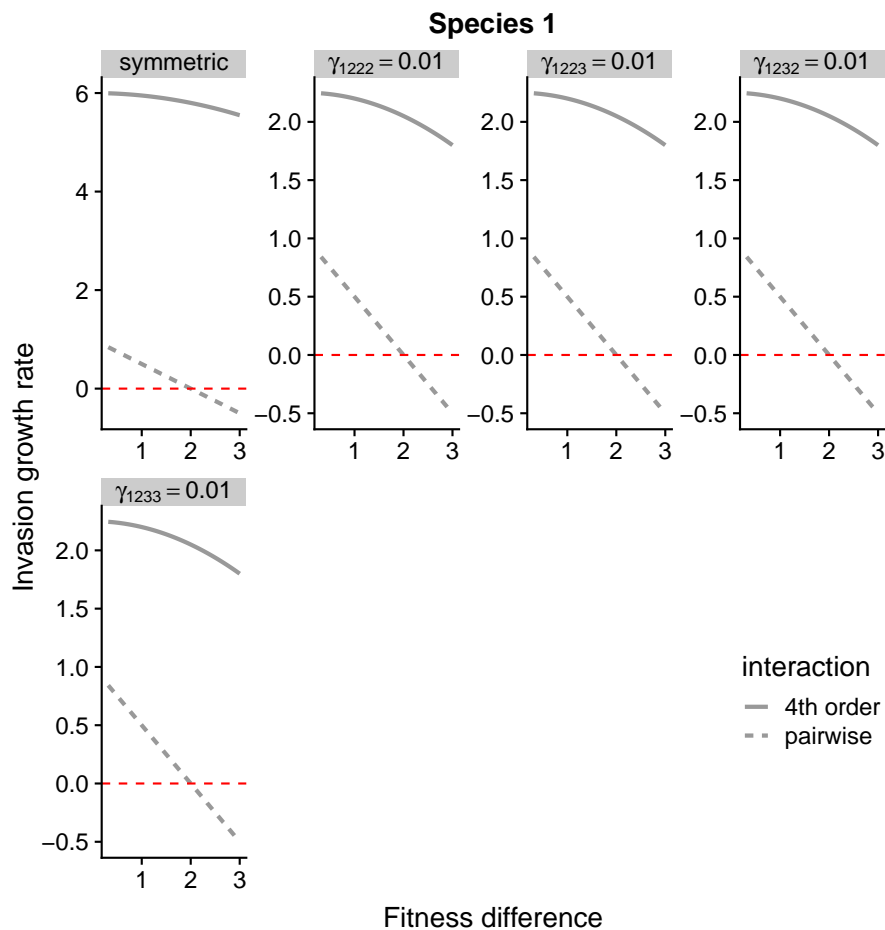 Species 1
symmetric
γ1222 = 0.01
γ1223 = 0.01
γ1232 = 0.01
6
4
2
0
1 2 3
2.0
1.5
1.0
0.5
0.0
−0.5
1 2 3
2.0
1.5
1.0
0.5
0.0
−0.5
1 2 3
2.0
1.5
1.0
0.5
0.0
−0.5
1 2 3
γ1233 = 0.01
2.0
1.5
1.0
0.5
0.0
−0.5
1 2 3
Invasion growth rate
Fitness difference
interaction
4th order
pairwise